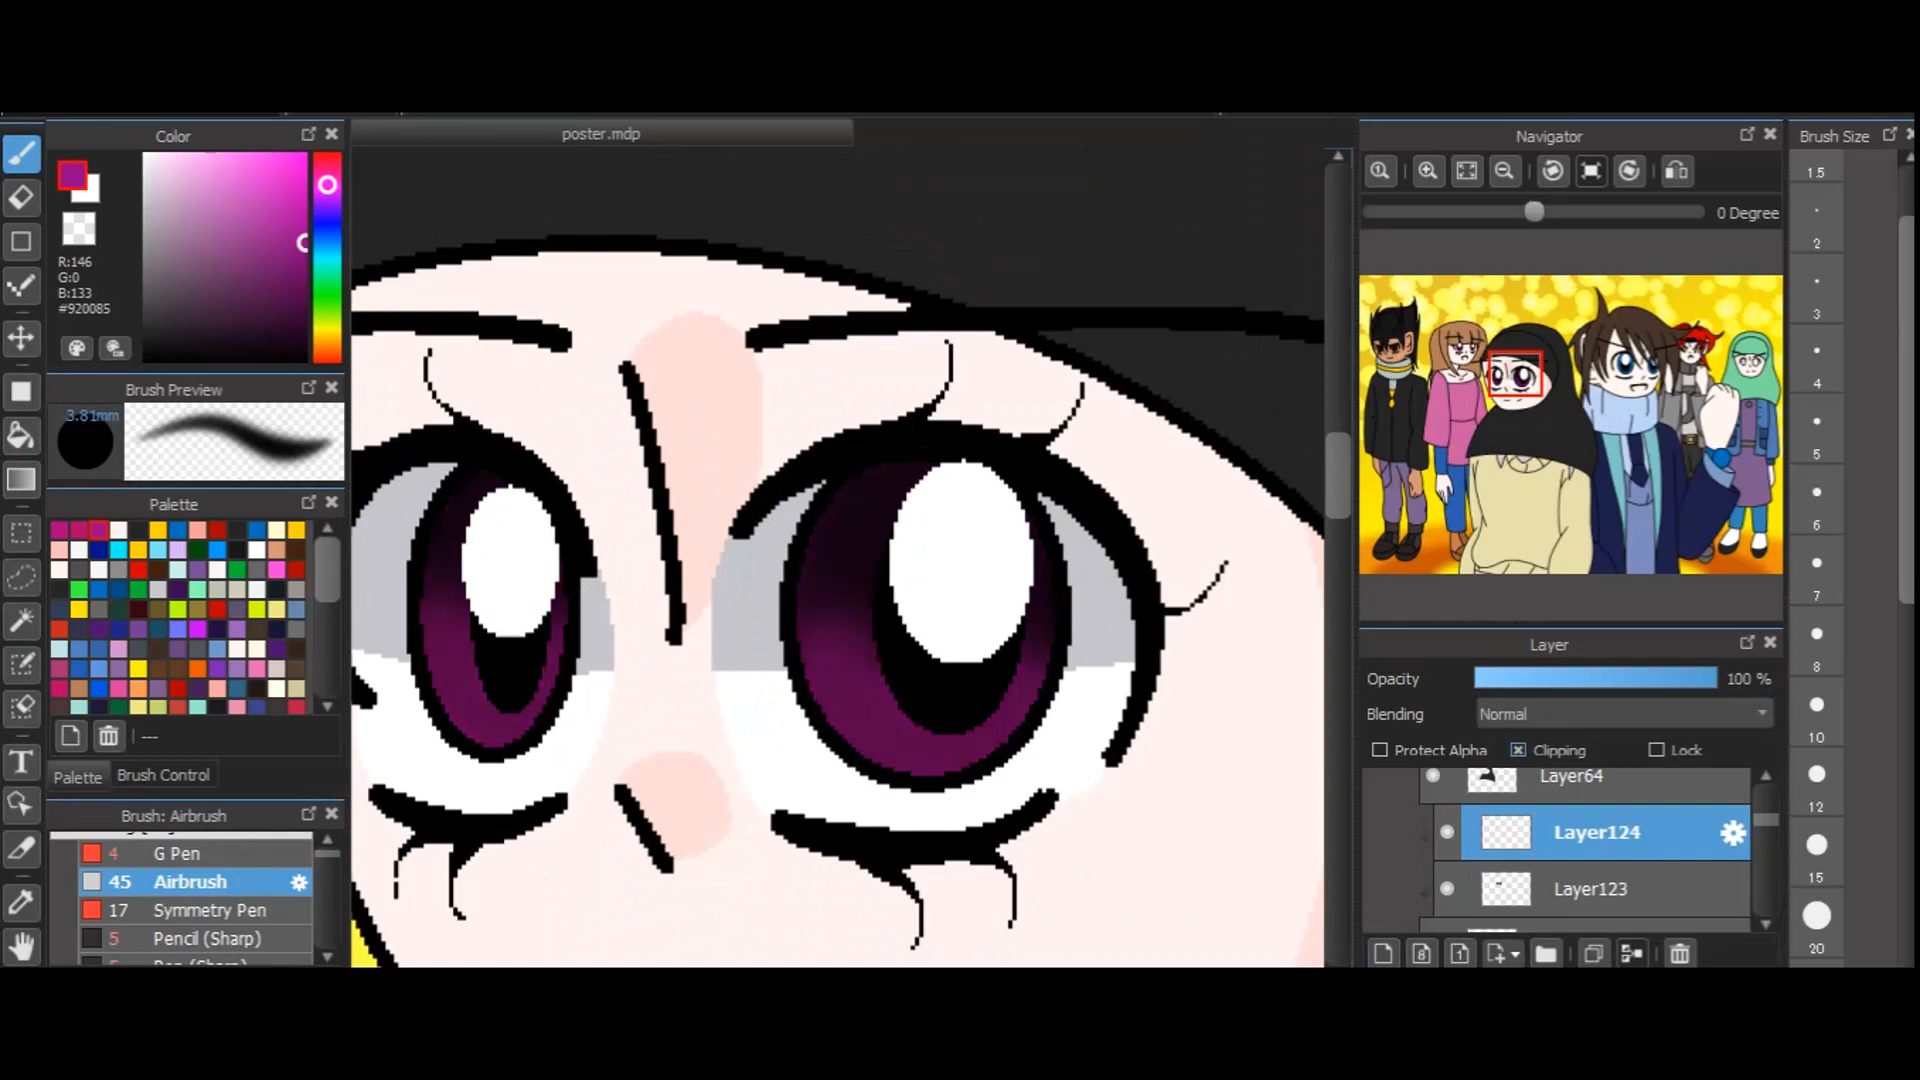 Color
poster.mdp
Navigator
Brush Size
0 Degree
R:146
G:0
B:133
#920085
Brush Preview
3.81mm
Palette
---
Palette
Brush Control
Brush: Airbrush
4 G Pen
45 Airbrush
17 Symmetry Pen
5 Pencil (Sharp)
Layer
Opacity
100 %
Blending
Normal
Protect Alpha
Clipping
Lock
Layer64
Layer124
Layer123
8
1
1.5
2
3
4
5
6
7
8
10
12
15
20